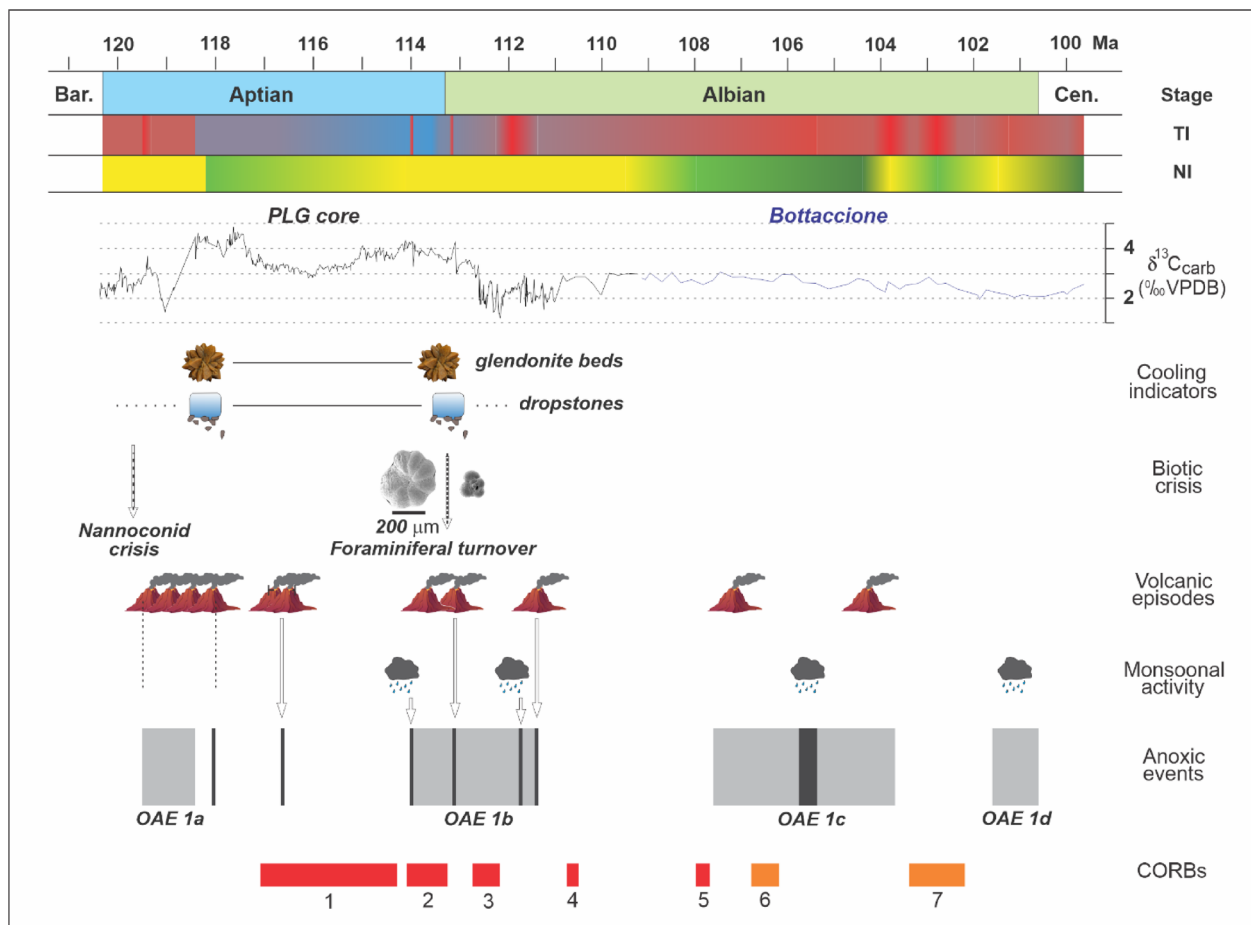 120 118 116 114 112 110 108 106 104 102 100 Ma
Bar. Aptian Albian Cen. Stage
TI
NI
PLG core Bottaccione
4
δ13Ccarb
2 (‰VPDB)
glendonite beds
Cooling
indicators
dropstones
Biotic
crisis
200 μm
Nannoconid
crisis
Foraminiferal turnover
Volcanic
episodes
Monsoonal
activity
Anoxic
events
OAE 1a OAE 1b OAE 1c OAE 1d
CORBs
1 2 3 4 5 6 7